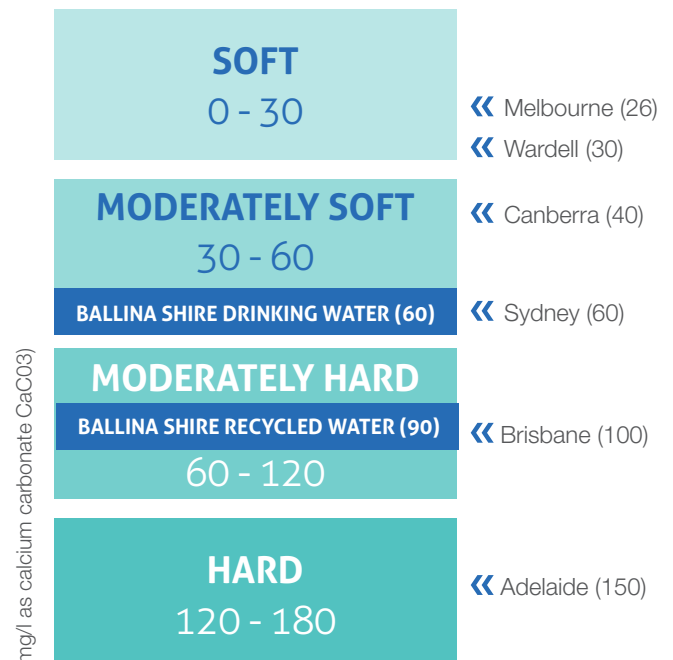 SOFT
0 - 30
Melbourne (26)
Wardell (30)
MODERATELY SOFT
30 - 60
Canberra (40)
BALLINA SHIRE DRINKING WATER (60)
Sydney (60)
MODERATELY HARD
BALLINA SHIRE RECYCLED WATER (90)
60 - 120
Brisbane (100)
HARD
120 - 180
Adelaide (150)
mg/l as calcium carbonate CaC03)